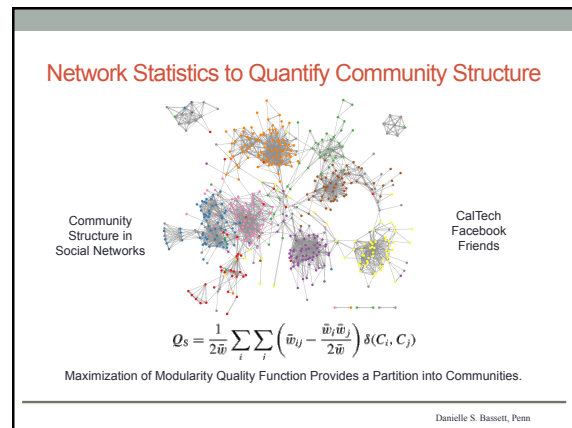 Network Statistics to Quantify Community Structure
Community
Structure in
Social Networks
CalTech
Facebook
Friends
Q_S = \frac{1}{2\bar{w}} \sum_i \sum_j \left( \bar{w}_{ij} - \frac{\bar{w}_i \bar{w}_j}{2\bar{w}} \right) \delta(C_i, C_j)
Maximization of Modularity Quality Function Provides a Partition into Communities.
Danielle S. Bassett, Penn